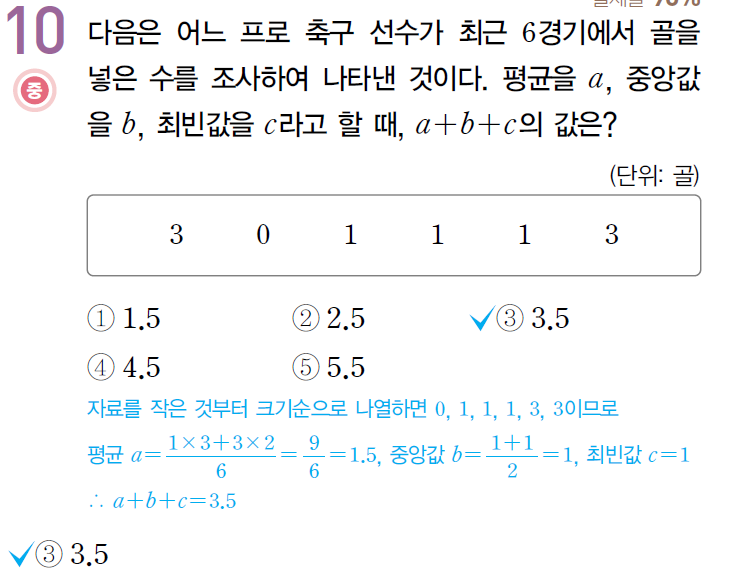 10 다음은 어느 프로 축구 선수가 최근 6경기에서 골을
중 넣은 수를 조사하여 나타낸 것이다. 평균을 a, 중앙값
을 b, 최빈값을 c라고 할 때, a+b+c의 값은?
(단위: 골)
3 0 1 1 1 3
① 1.5 ② 2.5 ✓③ 3.5
④ 4.5 ⑤ 5.5
자료를 작은 것부터 크기순으로 나열하면 0, 1, 1, 1, 3, 3이므로
평균 a=(1×3+3×2)/6=9/6=1.5, 중앙값 b=(1+1)/2=1, 최빈값 c=1
∴ a+b+c=3.5
✓③ 3.5